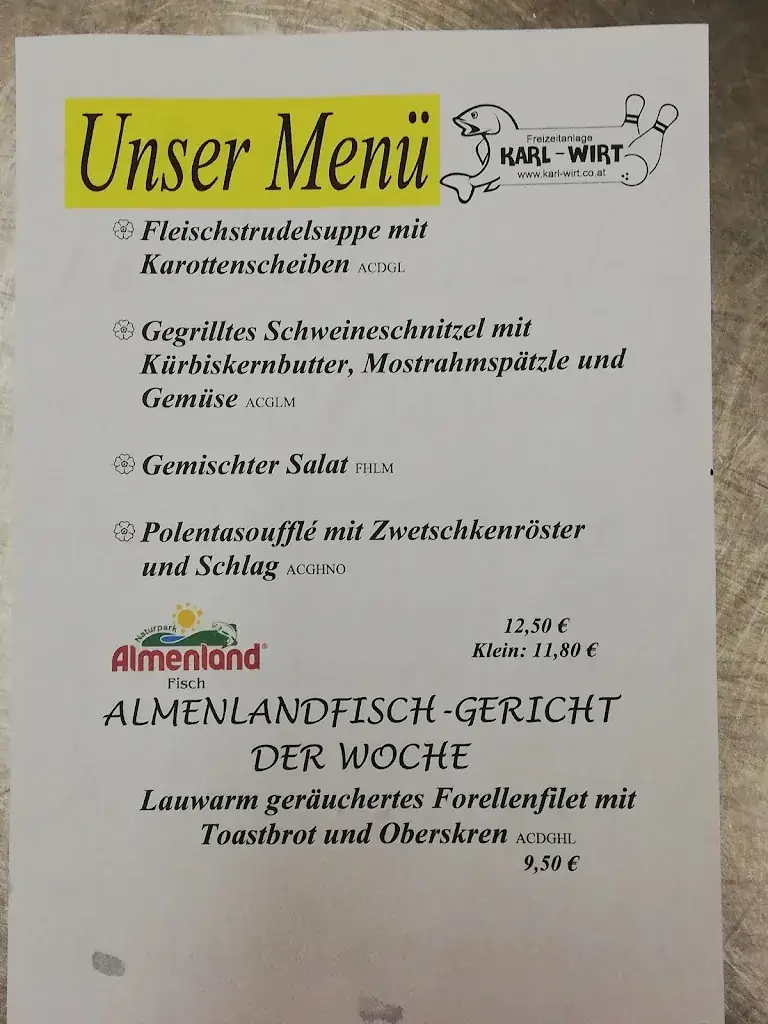 Unser Menü
Freizeitanlage
KARL-WIRT
www.karl-wirt.co.at
Fleischstrudelsuppe mit
Karottenscheiben ACDGL
Gegrilltes Schweineschnitzel mit
Kürbiskernbutter, Mostrahmspätzle und
Gemüse ACGLM
Gemischter Salat FHLM
Polentasoufflé mit Zwetschkenröster
und Schlag ACGHNO
12,50 €
Klein: 11,80 €
Naturpark
Almenland®
Fisch
ALMENLANDFISCH-GERICHT
DER WOCHE
Lauwarm geräuchertes Forellenfilet mit
Toastbrot und Oberskren ACDGHL
9,50 €